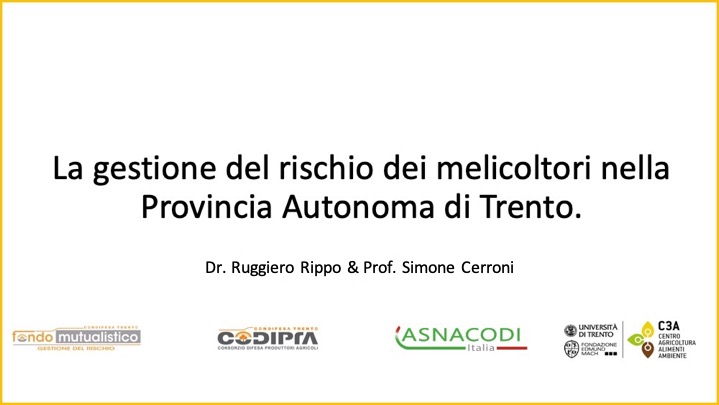 La gestione del rischio dei melicoltori nella
Provincia Autonoma di Trento.
Dr. Ruggiero Rippo & Prof. Simone Cerroni
CONDIFESA TRENTO
fondo mutualistico
GESTIONE DEL RISCHIO
CONDIFESA TRENTO
CODIPRA
CONSORZIO DIFESA PRODUTTORI AGRICOLI
ASNACODI
Italia
UNIVERSITÀ
DI TRENTO
FONDAZIONE
EDMUND
MACH
C3A
CENTRO
AGRICOLTURA
ALIMENTI
AMBIENTE